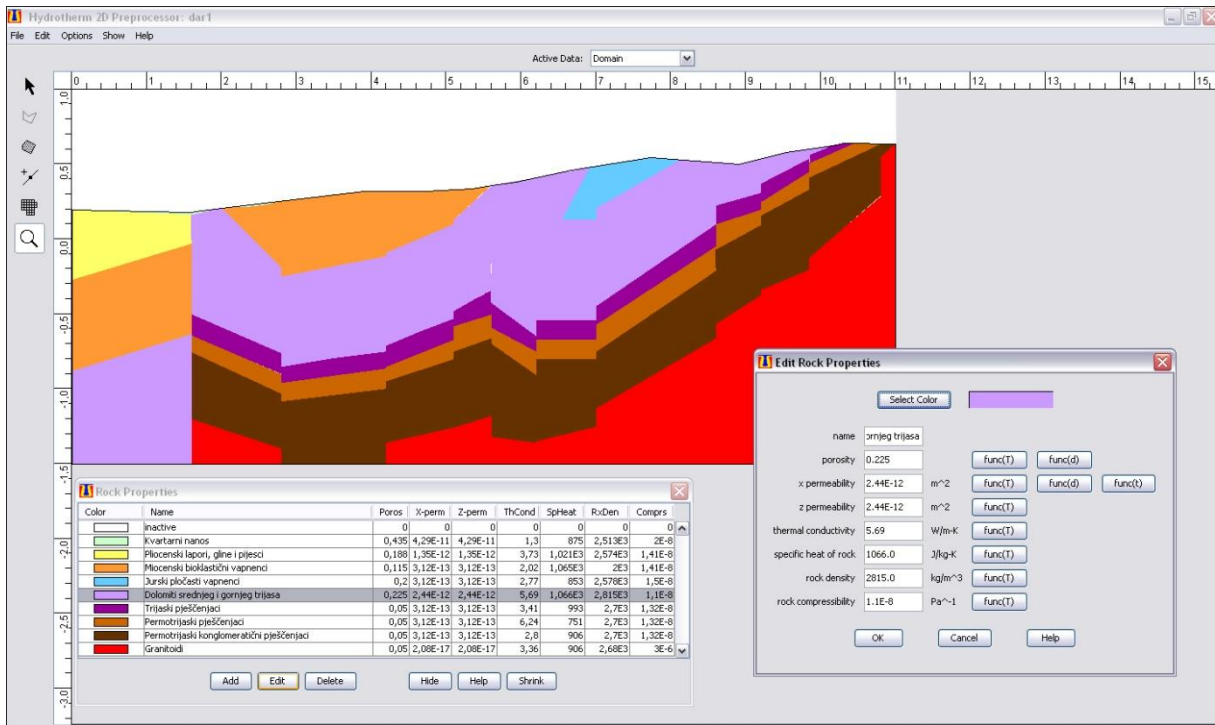 Hydrotherm 2D Preprocessor: dar1
File Edit Options Show Help
Active Data: Domain
0 1 2 3 4 5 6 7 8 9 10, 11, 12, 13, 14, 15,
1.0
0.5
0.0
-0.5
-1.0
-1.5
-2.0
-2.5
-3.0
Rock Properties
Color Name Poros X-perm Z-perm ThCond SpHeat RxDen Comprs
inactive 0 0 0 0 0 0 0
Kvartarni nanos 0,435 4,29E-11 4,29E-11 1,3 875 2,513E3 2E-8
Pliocenski lapori, gline i pijesci 0,188 1,35E-12 1,35E-12 3,73 1,021E3 2,574E3 1,41E-8
Miocenski bioklastični vapnenci 0,115 3,12E-13 3,12E-13 2,02 1,065E3 2E3 1,41E-8
Jurski pločasti vapnenci 0,2 3,12E-13 3,12E-13 2,77 853 2,578E3 1,5E-8
Dolomiti srednjeg i gornjeg trijasa 0,225 2,44E-12 2,44E-12 5,69 1,066E3 2,815E3 1,1E-8
Trijaski pješčenjaci 0,05 3,12E-13 3,12E-13 3,41 993 2,7E3 1,32E-8
Permotrijaski pješčenjaci 0,05 3,12E-13 3,12E-13 6,24 751 2,7E3 1,32E-8
Permotrijaski konglomeratični pješčenjaci 0,05 3,12E-13 3,12E-13 2,8 906 2,7E3 1,32E-8
Granitoidi 0,05 2,08E-17 2,08E-17 3,36 906 2,68E3 3E-6
Add Edit Delete Hide Help Shrink
Edit Rock Properties
Select Color
name ornjeg trijasa
porosity 0.225 func(T) func(d)
x permeability 2.44E-12 m^2 func(T) func(d) func(t)
z permeability 2.44E-12 m^2 func(T)
thermal conductivity 5.69 W/m-K func(T)
specific heat of rock 1066.0 J/kg-K func(T)
rock density 2815.0 kg/m^3 func(T)
rock compressibility 1.1E-8 Pa^-1 func(T)
OK Cancel Help